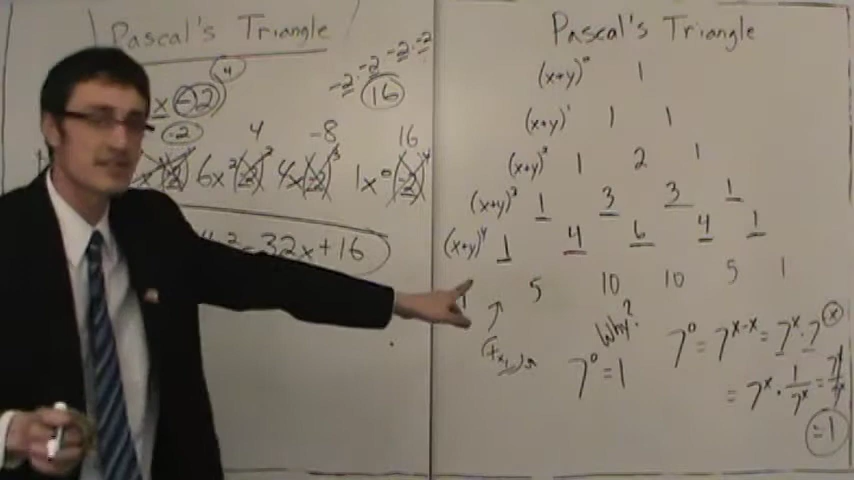 Pascal's Triangle
x-2) 4
-2·-2·-2·-2
16
-2 4 -8 16
6x² 4x 1x⁰
-32x+16
Pascal's Triangle
(x+y)⁰ 1
(x+y)¹ 1 1
(x+y)² 1 2 1
(x+y)³ 1 3 3 1
(x+y)⁴ 1 4 6 4 1
1 5 10 10 5 1
Why?
7⁰=1
7⁰=7ˣ⁻ˣ=7ˣ·7
=7ˣ·1/7ˣ=7ˣ/7ˣ
=1